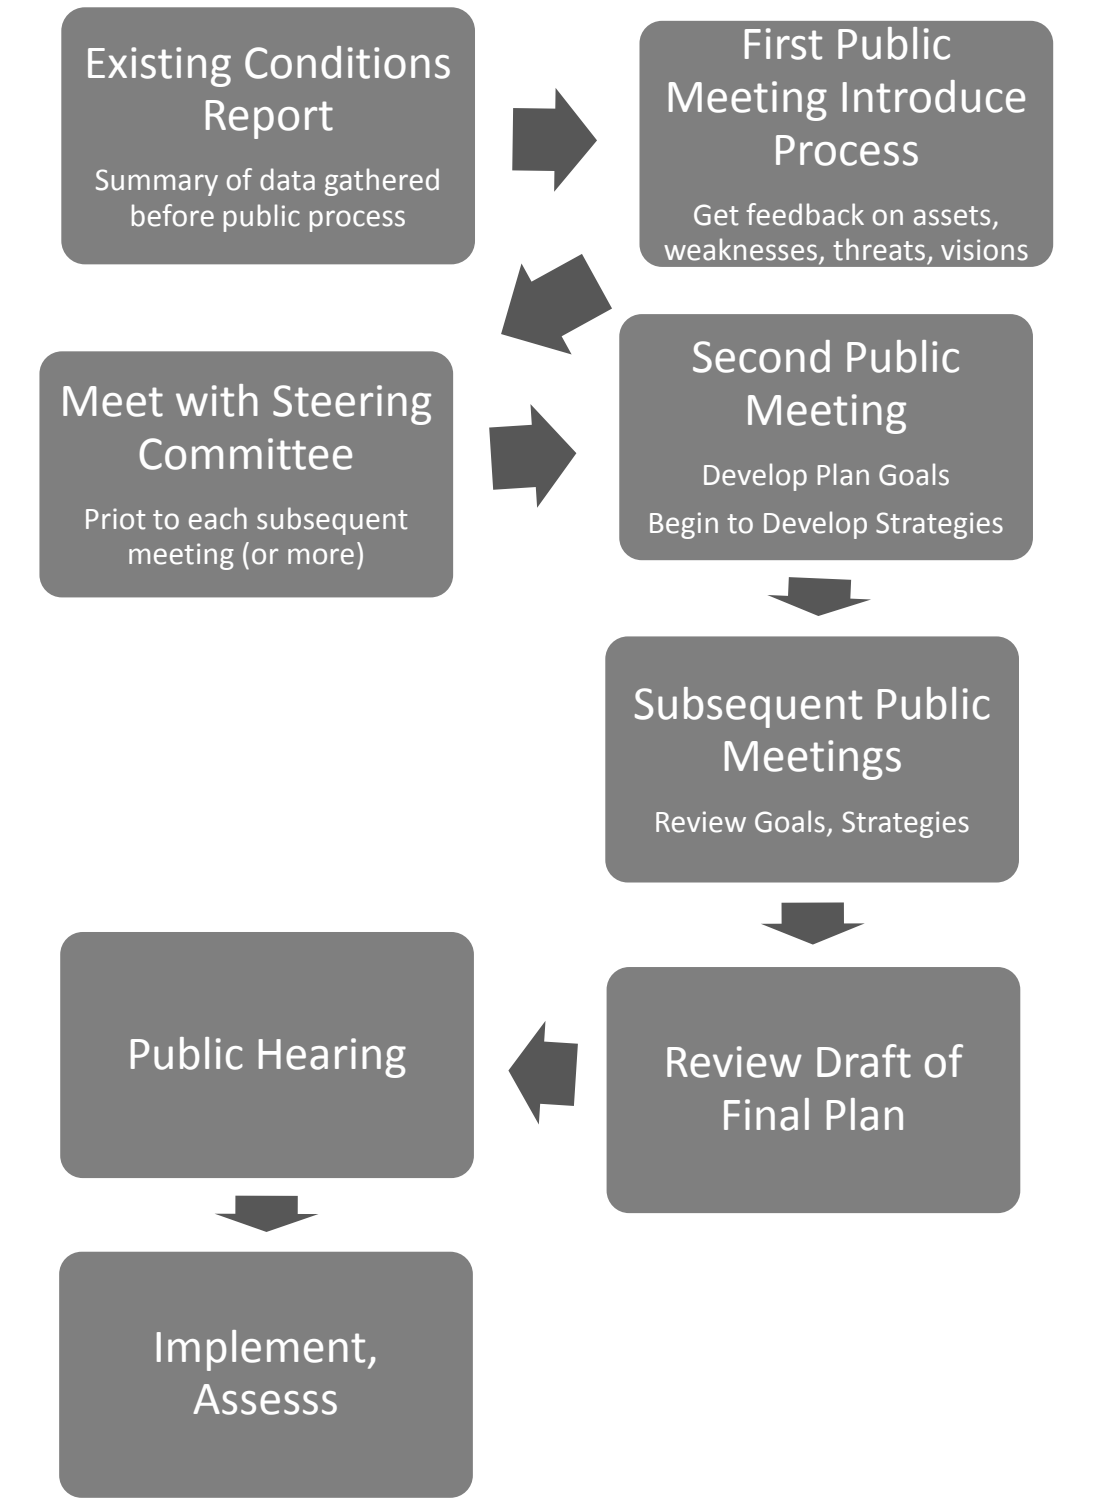 Existing Conditions
Report
Summary of data gathered
before public process
First Public
Meeting Introduce
Process
Get feedback on assets,
weaknesses, threats, visions
Meet with Steering
Committee
Priot to each subsequent
meeting (or more)
Second Public
Meeting
Develop Plan Goals
Begin to Develop Strategies
Subsequent Public
Meetings
Review Goals, Strategies
Review Draft of
Final Plan
Public Hearing
Implement,
Assesss